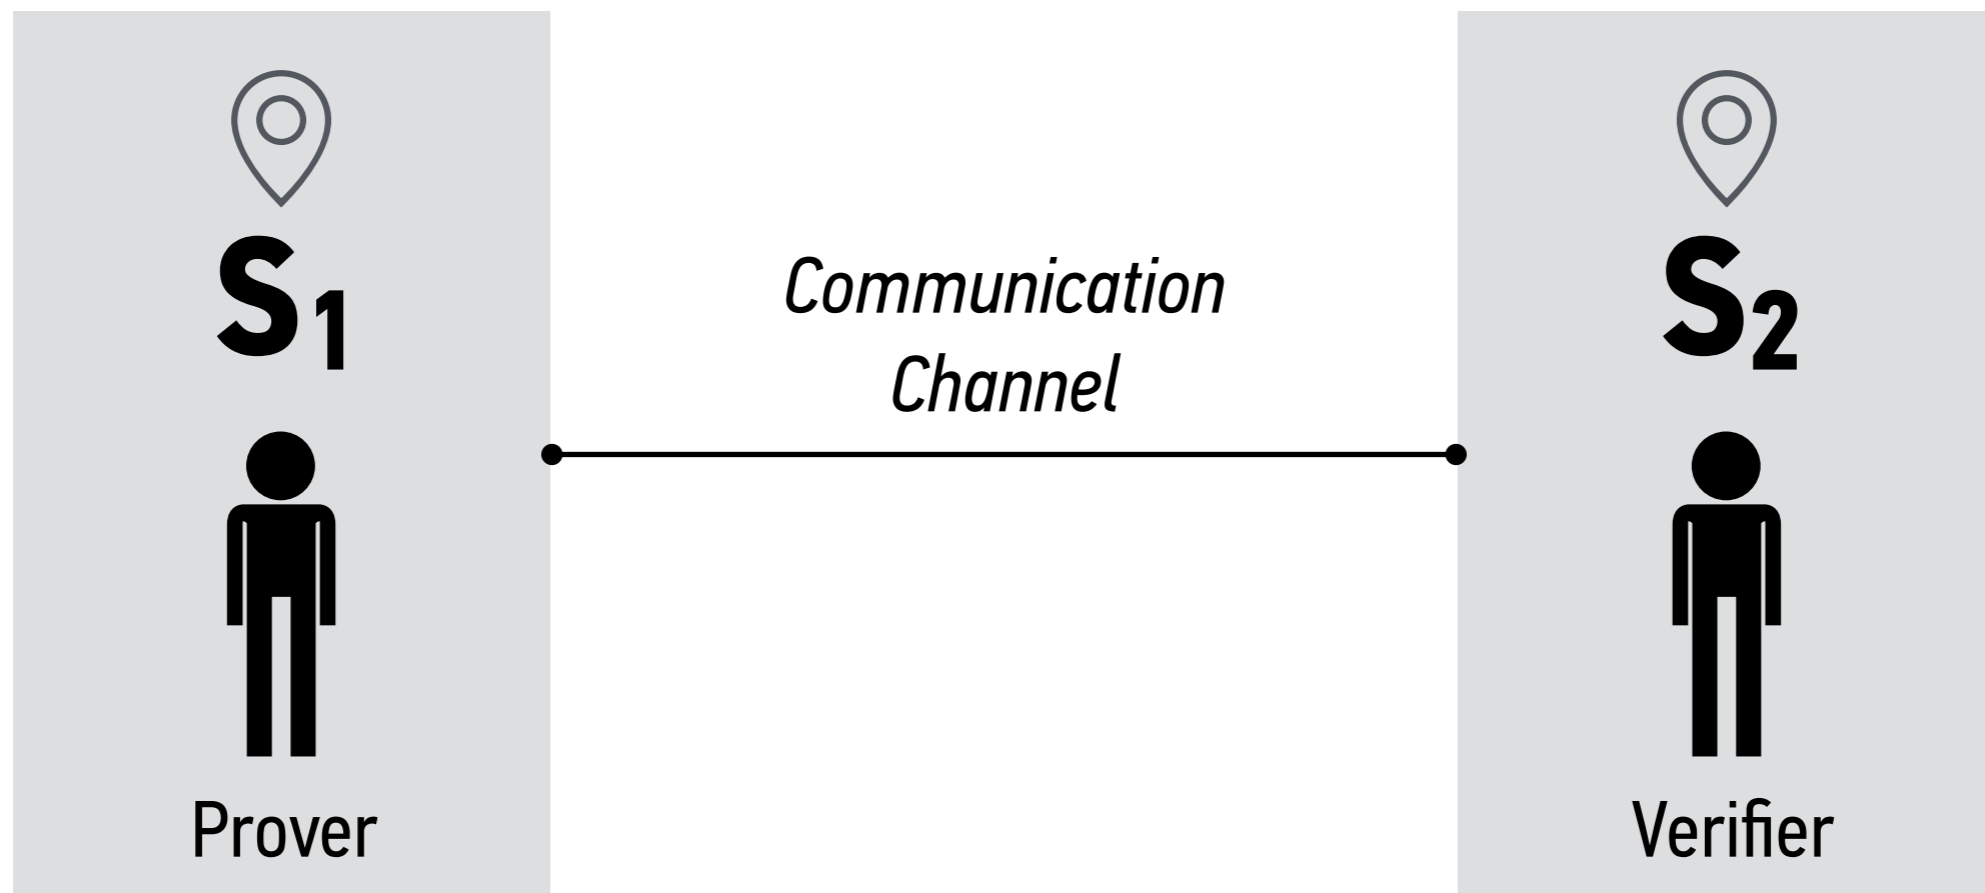 S1
S2
Communication
Channel
Prover
Verifier